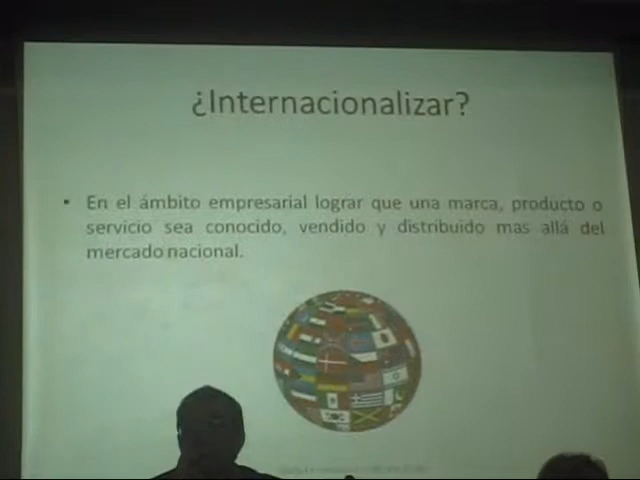 ¿Internacionalizar?
• En el ámbito empresarial lograr que una marca, producto o
servicio sea conocido, vendido y distribuido mas allá del
mercado nacional.